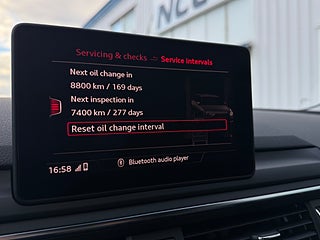 NCG
Servicing & checks Service intervals
Next oil change in
8800 km / 169 days
Next inspection in
7400 km / 277 days
Reset oil change interval
16:58
Bluetooth audio player